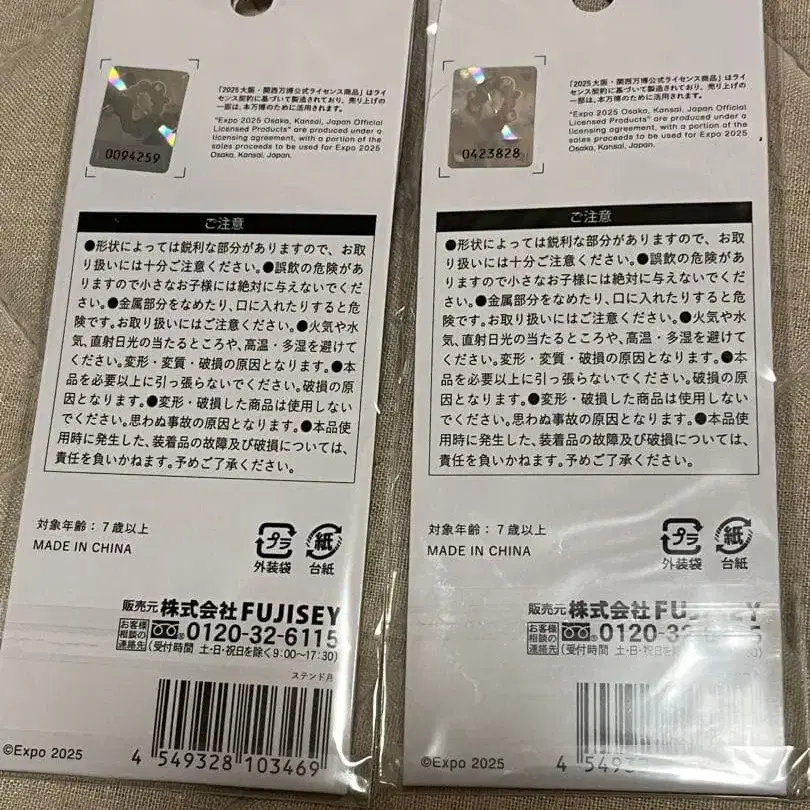 0094259
「2025大阪・関西万博公式ライセンス商品」はライ
センス契約に基づいて製造されており、売り上げの
一部は、本万博のために活用されます。
"Expo 2025 Osaka, Kansai, Japan Official
Licensed Products" are produced under a
licensing agreement, with a portion of the
sales proceeds to be used for Expo 2025
Osaka, Kansai, Japan.
ご注意
●形状によっては鋭利な部分がありますので、お取
り扱いには十分ご注意ください。●誤飲の危険があ
りますので小さなお子様には絶対に与えないでくだ
さい。●金属部分をなめたり、口に入れたりすると危
険です。お取り扱いにはご注意ください。●火気や水
気、直射日光の当たるところや、高温・多湿を避けて
ください。変形・変質・破損の原因となります。●本
品を必要以上に引っ張らないでください。破損の原
因となります。●変形・破損した商品は使用しない
でください。思わぬ事故の原因となります。●本品使
用時に発生した、装着品の故障及び破損については、
責任を負いかねます。予めご了承ください。
対象年齢：7歳以上
MADE IN CHINA
プラ
外装袋
紙
台紙
販売元 株式会社FUJISEY
お客様相談の連絡先 0120-32-6115
(受付時間 土・日・祝日を除く9:00〜17:30)
ステンド月
©Expo 2025
4 549328 103469
0423828
「2025大阪・関西万博公式ライセンス商品」はライ
センス契約に基づいて製造されており、売り上げの
一部は、本万博のために活用されます。
"Expo 2025 Osaka, Kansai, Japan Official
Licensed Products" are produced under a
licensing agreement, with a portion of the
sales proceeds to be used for Expo 2025
Osaka, Kansai, Japan.
ご注意
●形状によっては鋭利な部分がありますので、お取
り扱いには十分ご注意ください。●誤飲の危険があ
りますので小さなお子様には絶対に与えないでくだ
さい。●金属部分をなめたり、口に入れたりすると危
険です。お取り扱いにはご注意ください。●火気や水
気、直射日光の当たるところや、高温・多湿を避けて
ください。変形・変質・破損の原因となります。●本
品を必要以上に引っ張らないでください。破損の原
因となります。●変形・破損した商品は使用しない
でください。思わぬ事故の原因となります。●本品使
用時に発生した、装着品の故障及び破損については、
責任を負いかねます。予めご了承ください。
対象年齢：7歳以上
MADE IN CHINA
プラ
外装袋
紙
台紙
販売元 株式会社FUJISEY
お客様相談の連絡先
(受付時間 土・日・祝日を除く
©Expo 2025